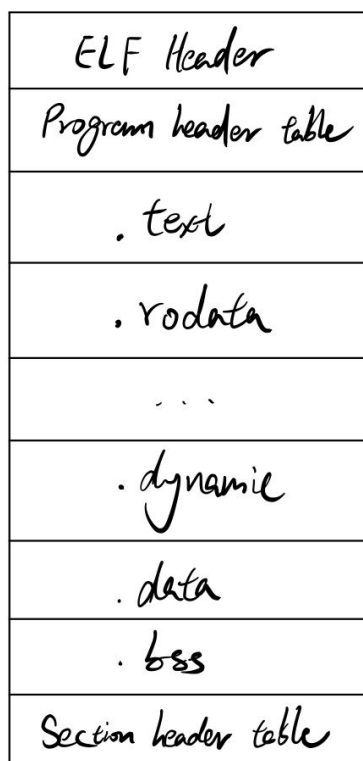 ELF Header
Program header table
.text
.rodata
...
.dynamic
.data
.bss
Section header table